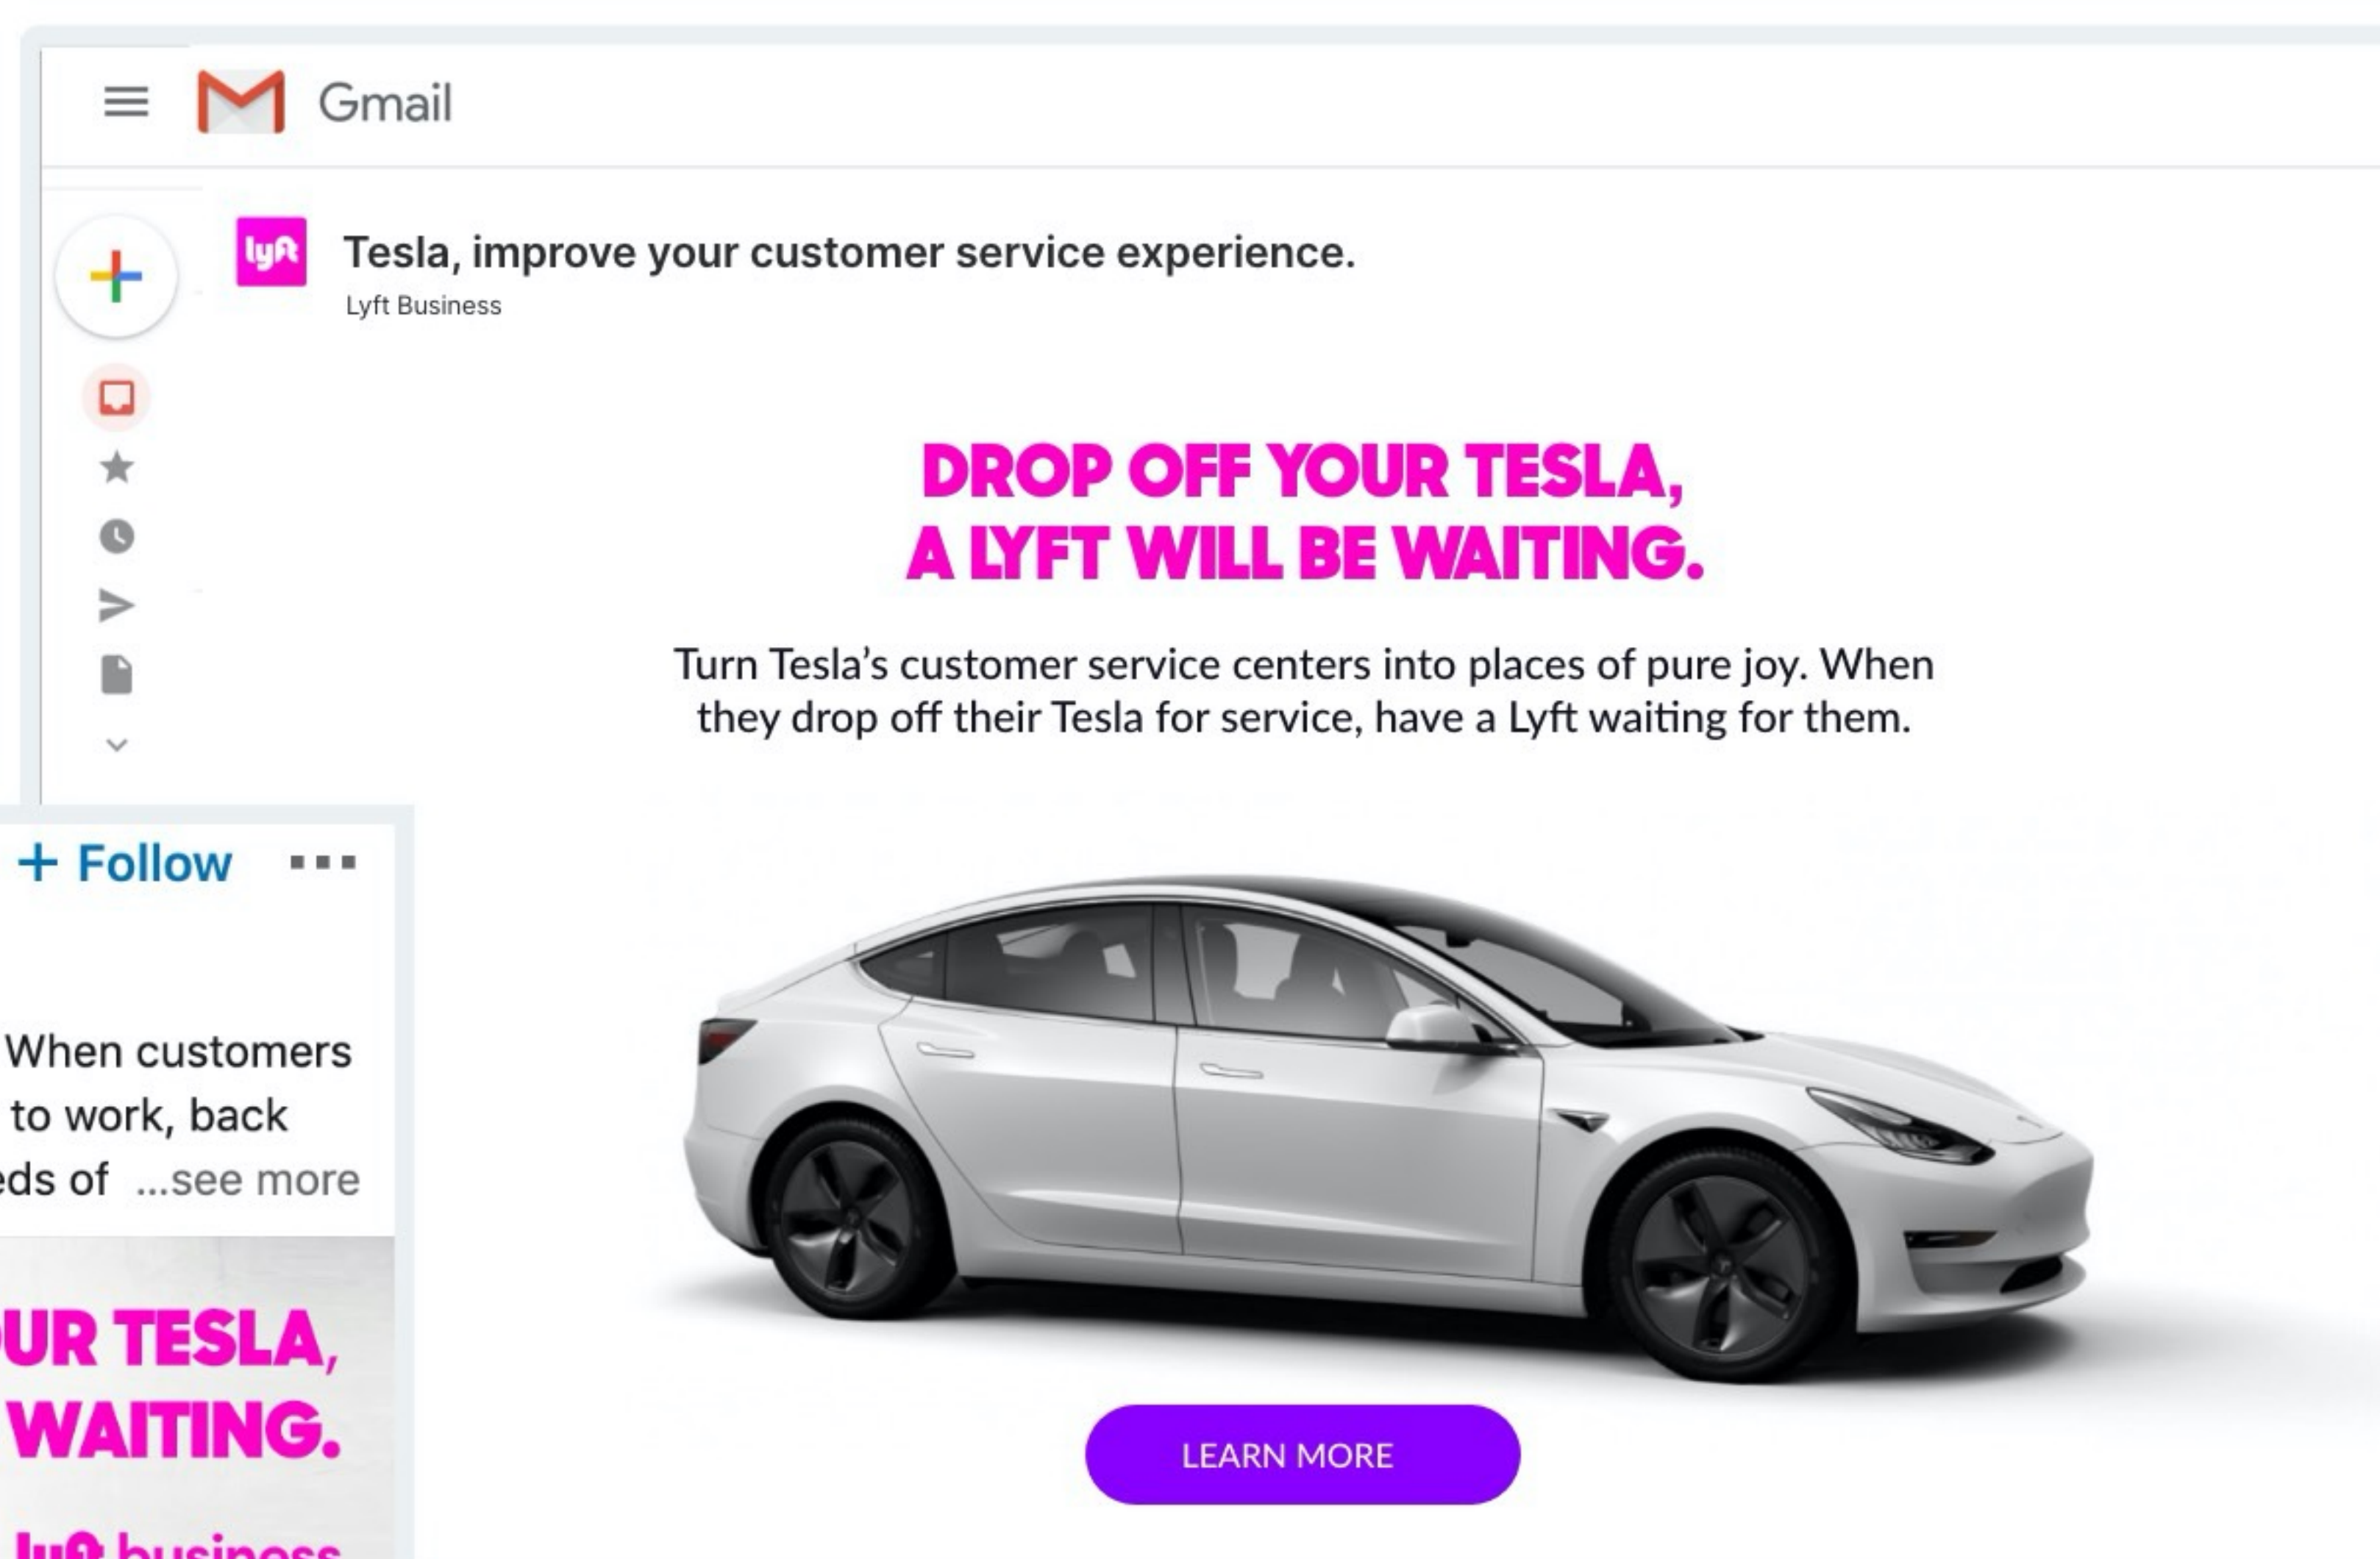 Gmail
lyft
Tesla, improve your customer service experience.
Lyft Business
DROP OFF YOUR TESLA,
A LYFT WILL BE WAITING.
Turn Tesla’s customer service centers into places of pure joy. When
they drop off their Tesla for service, have a Lyft waiting for them.
LEARN MORE
+ Follow
When customers
to work, back
of ...see more
TESLA,
WAITING.
lyft business